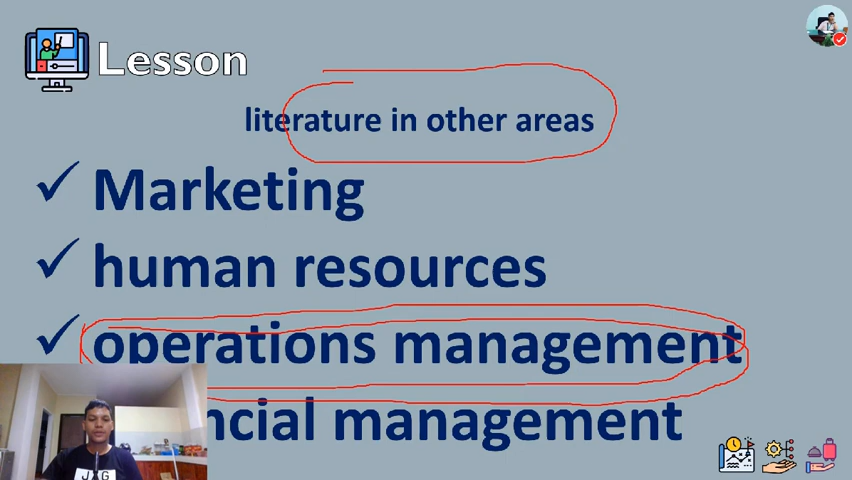 Lesson
literature in other areas
✓ Marketing
✓ human resources
✓ operations management
ncial management